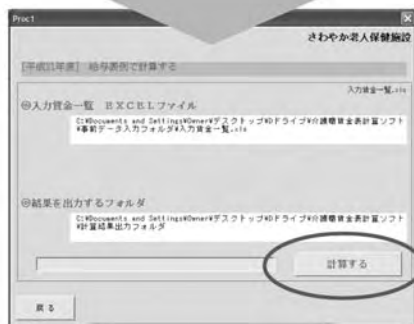 Proc1
さわやか老人保健施設
[平成21年度] 給与表例で計算する
入力賃金一覧.xls
◎入力賃金一覧 EXCELファイル
C:¥Documents and Settings¥Owner¥デスクトップ¥Dドライブ¥介護職賃金表計算ソフト
¥事前データ入力フォルダ¥入力賃金一覧.xls
◎結果を出力するフォルダ
C:¥Documents and Settings¥Owner¥デスクトップ¥Dドライブ¥介護職賃金表計算ソフト
¥計算結果出力フォルダ
計算する
戻る